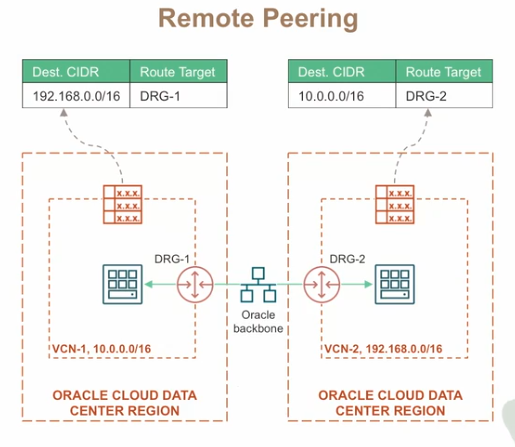 Remote Peering
Dest. CIDR Route Target
192.168.0.0/16 DRG-1
Dest. CIDR Route Target
10.0.0.0/16 DRG-2
x.x.x.
x.x.x.
x.x.x.
x.x.x.
x.x.x.
x.x.x.
DRG-1
DRG-2
Oracle
backbone
VCN-1, 10.0.0.0/16
VCN-2, 192.168.0.0/16
ORACLE CLOUD DATA
CENTER REGION
ORACLE CLOUD DATA
CENTER REGION